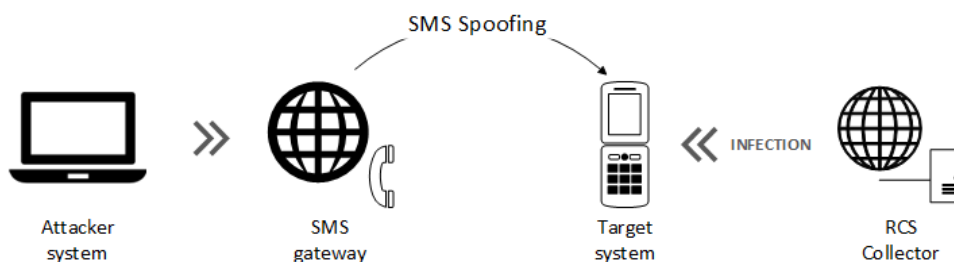 SMS Spoofing
INFECTION
Attacker
system
SMS
gateway
Target
system
RCS
Collector